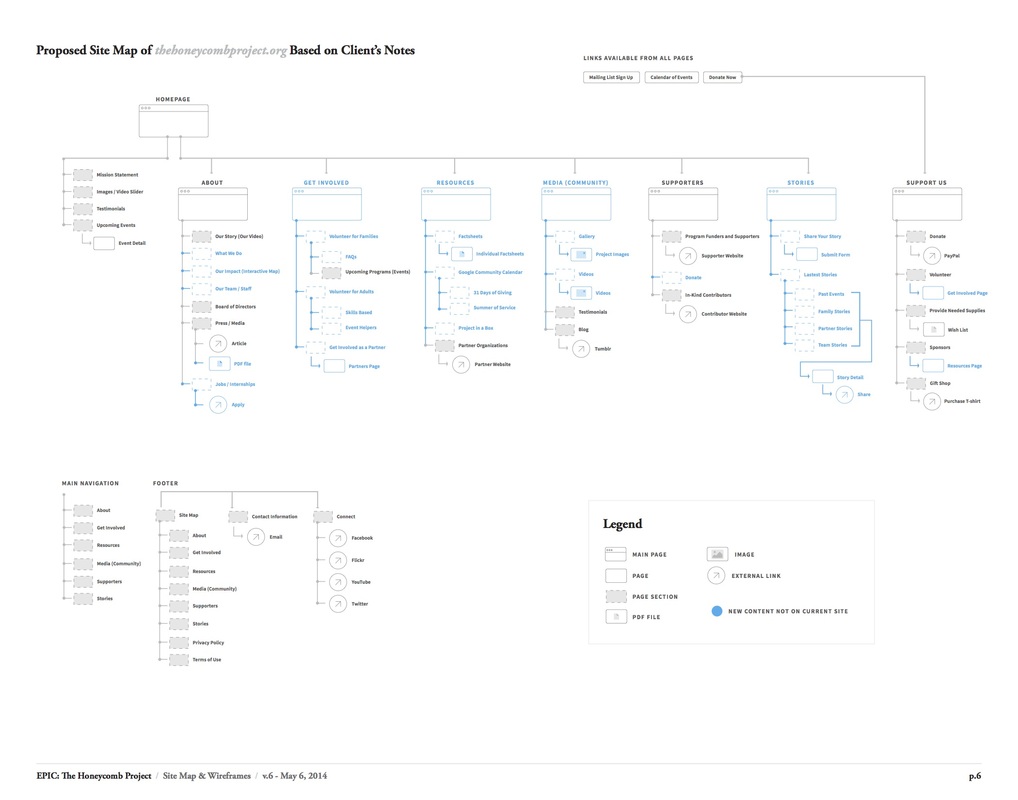 Proposed Site Map of thehoneycombproject.org Based on Client's Notes
LINKS AVAILABLE FROM ALL PAGES
Mailing List Sign Up
Calendar of Events
Donate Now
HOMEPAGE
Mission Statement
Images / Video Slider
Testimonials
Upcoming Events
Event Detail
ABOUT
Our Story (Our Video)
What We Do
Our Impact (Interactive Map)
Our Team / Staff
Board of Directors
Press / Media
Article
PDF file
Jobs / Internships
Apply
GET INVOLVED
Volunteer for Families
FAQs
Upcoming Programs (Events)
Volunteer for Adults
Skills Based
Event Helpers
Get Involved as a Partner
Partners Page
RESOURCES
Factsheets
Individual Factsheets
Google Community Calendar
31 Days of Giving
Summer of Service
Project in a Box
Partner Organizations
Partner Website
MEDIA (COMMUNITY)
Gallery
Project Images
Videos
Videos
Testimonials
Blog
Tumblr
SUPPORTERS
Program Funders and Supporters
Supporter Website
Donate
In-Kind Contributors
Contributor Website
STORIES
Share Your Story
Submit Form
Lastest Stories
Past Events
Family Stories
Partner Stories
Team Stories
Story Detail
Share
SUPPORT US
Donate
PayPal
Volunteer
Get Involved Page
Provide Needed Supplies
Wish List
Sponsors
Resources Page
Gift Shop
Purchase T-shirt
MAIN NAVIGATION
About
Get Involved
Resources
Media (Community)
Supporters
Stories
FOOTER
Site Map
About
Get Involved
Resources
Media (Community)
Supporters
Stories
Privacy Policy
Terms of Use
Contact Information
Email
Connect
Facebook
Flickr
YouTube
Twitter
Legend
MAIN PAGE
PAGE
PAGE SECTION
PDF FILE
IMAGE
EXTERNAL LINK
NEW CONTENT NOT ON CURRENT SITE
EPIC: The Honeycomb Project / Site Map & Wireframes / v.6 - May 6, 2014
p.6